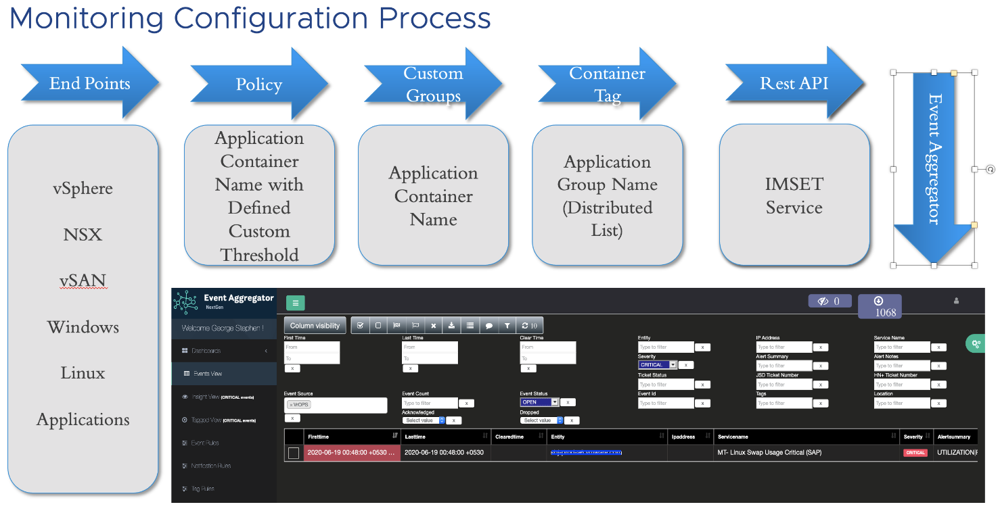 Monitoring Configuration Process
End Points
Policy
Custom
Groups
Container
Tag
Rest API
Event Aggregator
vSphere
NSX
vSAN
Windows
Linux
Applications
Application
Container
Name with
Defined
Custom
Threshold
Application
Container
Name
Application
Group Name
(Distributed
List)
IMSET
Service
Event Aggregator
NextGen
0
1068
Welcome George Stephen !
Dashboards
Events View
Insight View (CRITICAL events)
Tagged View (CRITICAL events)
Event Rules
Notification Rules
Tag Rules
Column visibility
10
First Time
Last Time
Clear Time
Entity
IP Address
Service Name
From
From
From
Type to filter x
Type to filter x
Type to filter x
To
To
To
Severity
Alert Summary
Alert Notes
x
x
x
CRITICAL x
Type to filter x
Type to filter x
Ticket Status
JSD Ticket Number
HN+ Ticket Number
Type to filter x
Type to filter x
Type to filter x
Event Source
Event Count
Event Status
Event Id
Tags
Location
× VrOPS
Type to filter x
OPEN x
Type to filter x
Type to filter x
Type to filter x
Acknowledged
Dropped
x
Select value x
Select value x
Firsttime
Lasttime
Clearedtime
Entity
Ipaddress
Servicename
Severity
Alertsummary
2020-06-19 00:48:00 +0530 ...
2020-06-19 00:48:00 +0530
MT- Linux Swap Usage Critical (SAP)
CRITICAL